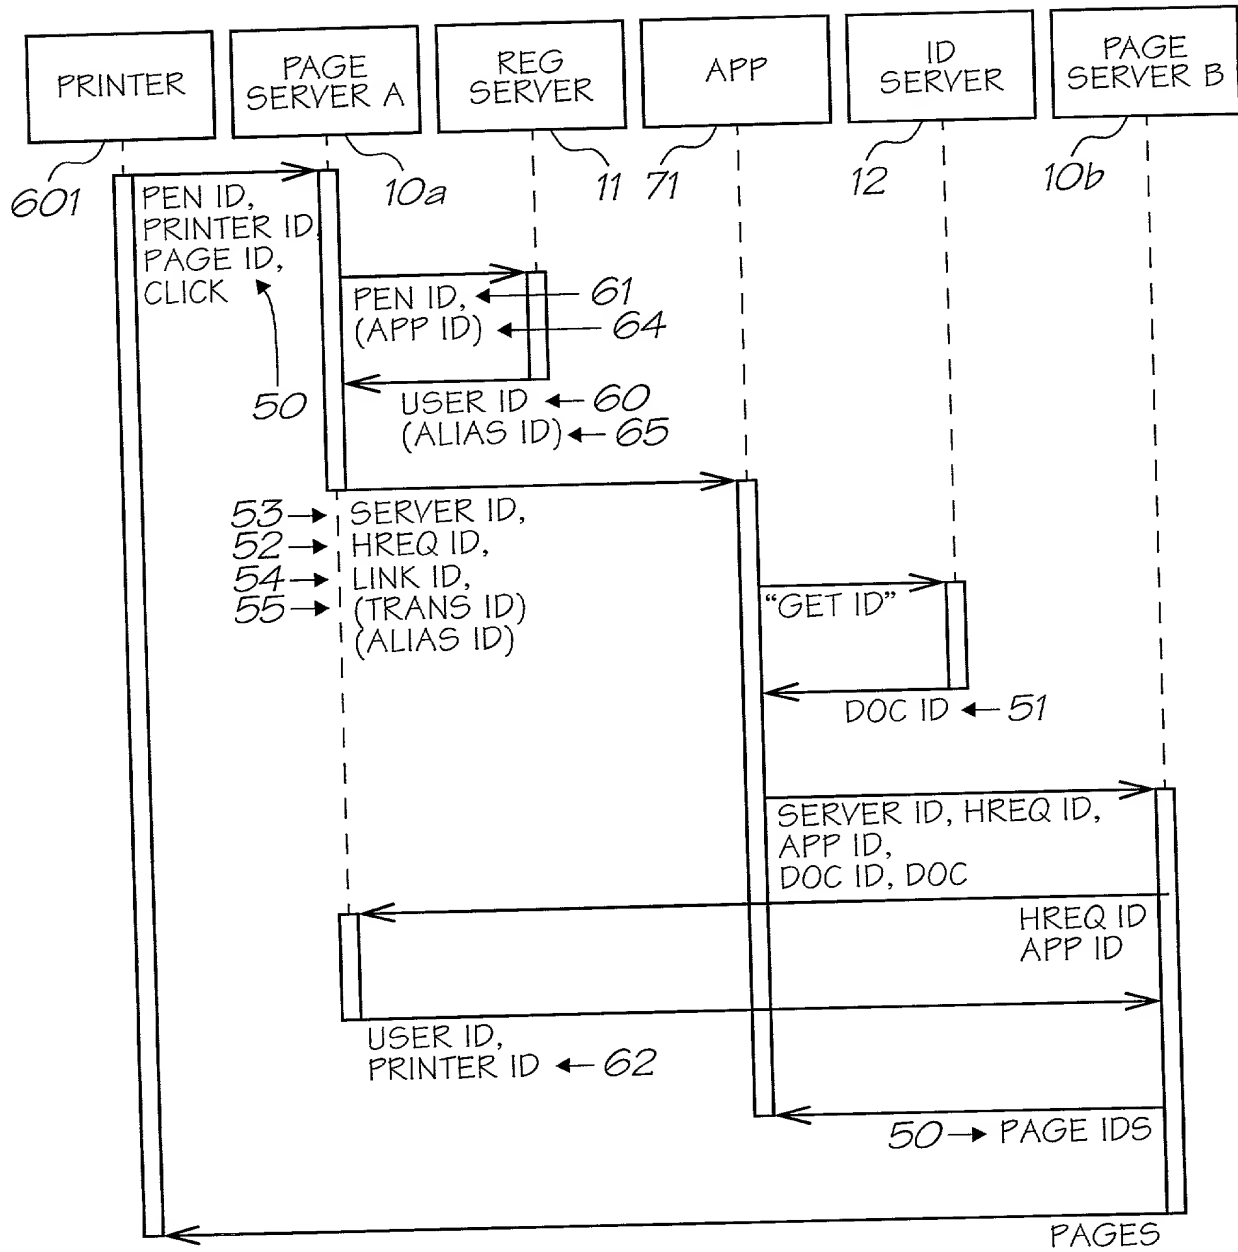 PRINTER
PAGE
SERVER A
REG
SERVER
APP
ID
SERVER
PAGE
SERVER B
601
10a
11
71
12
10b
PEN ID,
PRINTER ID
PAGE ID,
CLICK
50
PEN ID,
61
(APP ID)
64
USER ID
60
(ALIAS ID)
65
53
SERVER ID,
52
HREQ ID,
54
LINK ID,
55
(TRANS ID)
(ALIAS ID)
"GET ID"
DOC ID
51
SERVER ID, HREQ ID,
APP ID,
DOC ID, DOC
HREQ ID
APP ID
USER ID,
PRINTER ID
62
50
PAGE IDS
PAGES